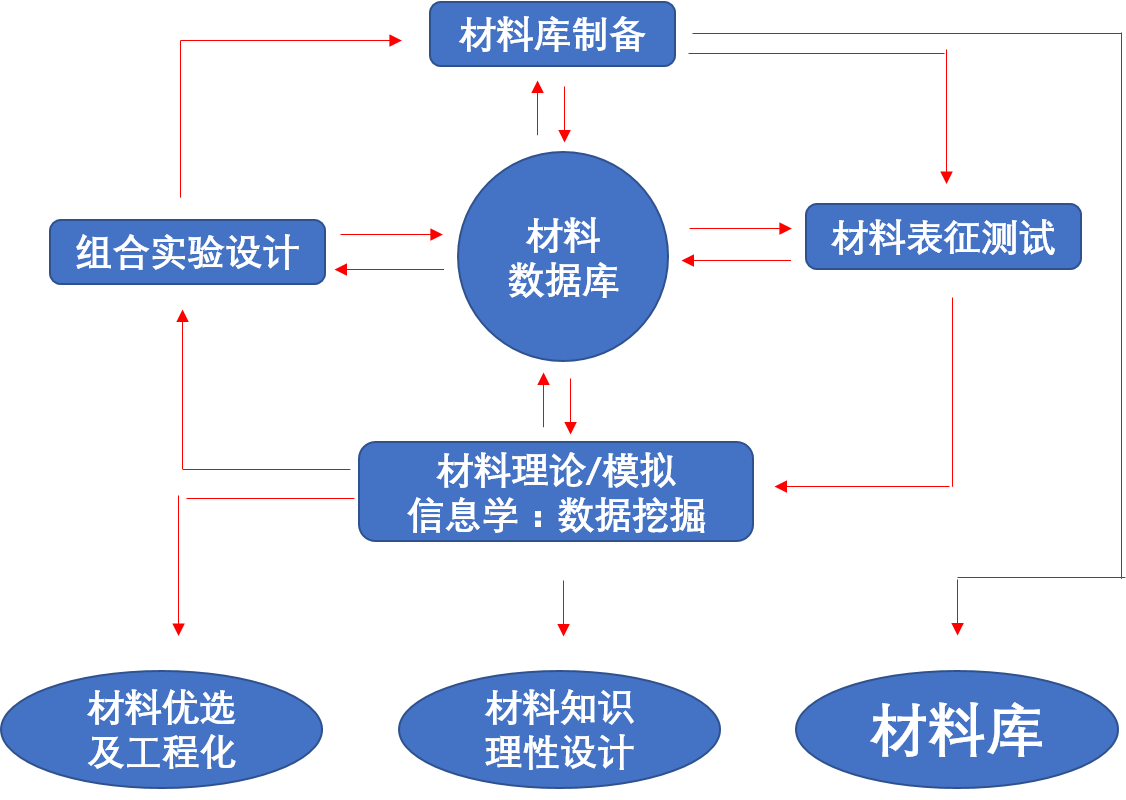 材料库制备
材料
数据库
组合实验设计
材料表征测试
材料理论/模拟
信息学：数据挖掘
材料优选
及工程化
材料知识
理性设计
材料库